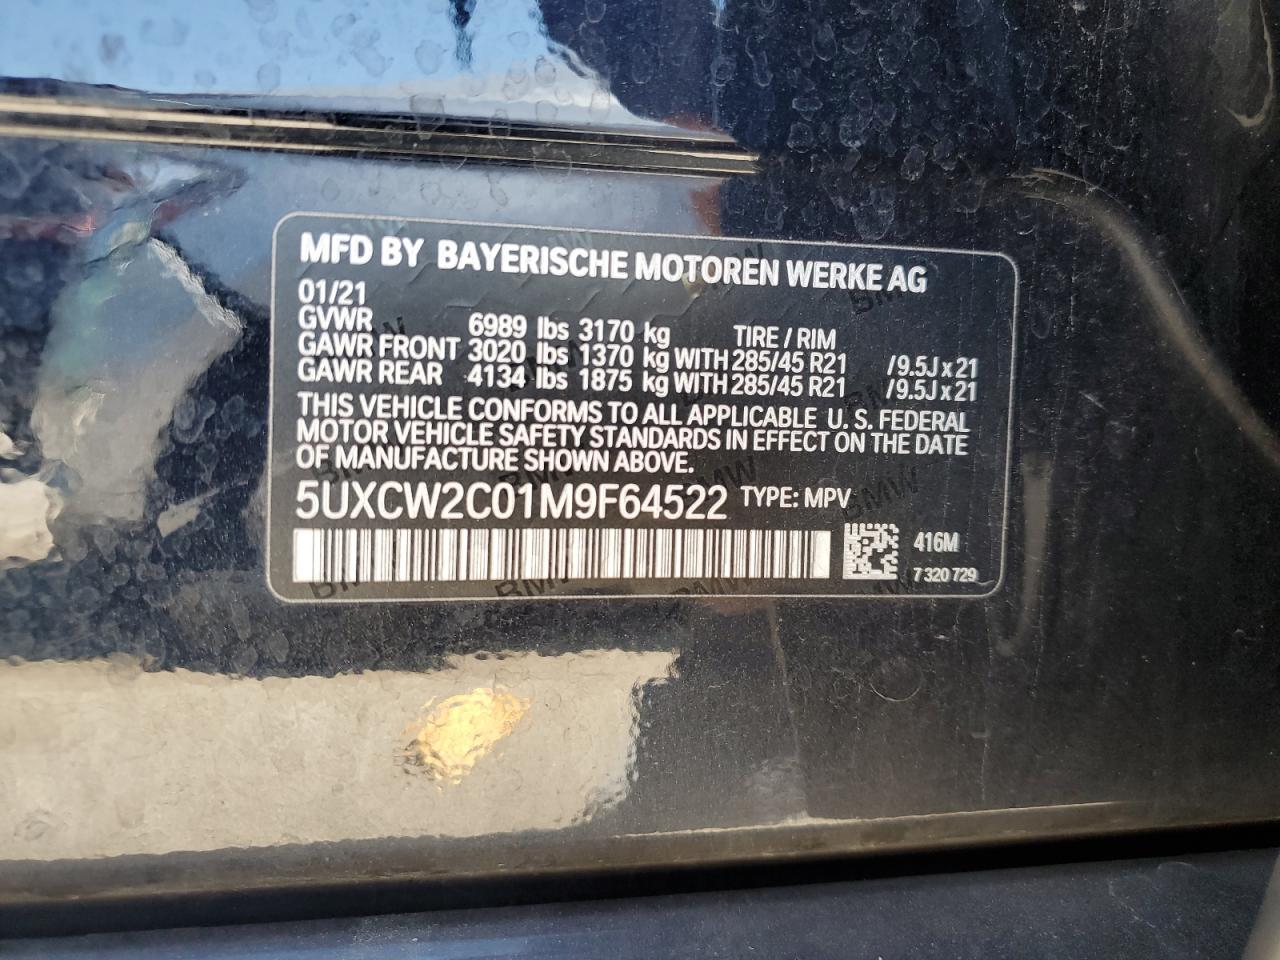 MFD BY BAYERISCHE MOTOREN WERKE AG
01/21
GVWR 6989 lbs 3170 kg TIRE / RIM
GAWR FRONT 3020 lbs 1370 kg WITH 285/45 R21 /9.5J x 21
GAWR REAR 4134 lbs 1875 kg WITH 285/45 R21 /9.5J x 21
THIS VEHICLE CONFORMS TO ALL APPLICABLE U. S. FEDERAL
MOTOR VEHICLE SAFETY STANDARDS IN EFFECT ON THE DATE
OF MANUFACTURE SHOWN ABOVE.
5UXCW2C01M9F64522 TYPE: MPV
416M
7 320 729